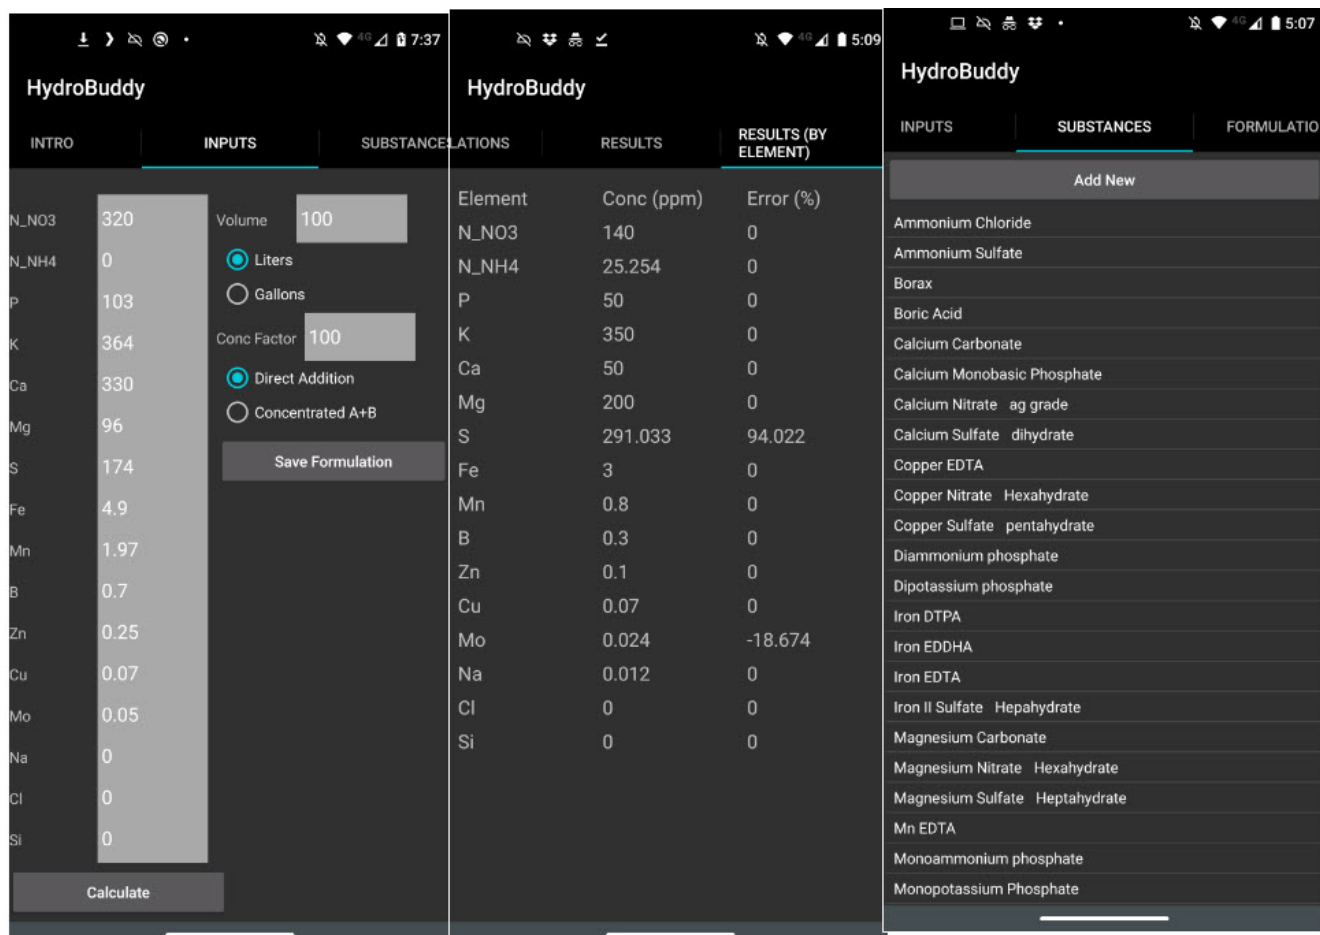 7:37
HydroBuddy
INTRO INPUTS SUBSTANCE
N_NO3 320
N_NH4 0
P 103
K 364
Ca 330
Mg 96
S 174
Fe 4.9
Mn 1.97
B 0.7
Zn 0.25
Cu 0.07
Mo 0.05
Na 0
Cl 0
Si 0
Volume 100
Liters
Gallons
Conc Factor 100
Direct Addition
Concentrated A+B
Save Formulation
Calculate
4G 5:09
HydroBuddy
LATIONS RESULTS RESULTS (BY
ELEMENT)
Element Conc (ppm) Error (%)
N_NO3 140 0
N_NH4 25.254 0
P 50 0
K 350 0
Ca 50 0
Mg 200 0
S 291.033 94.022
Fe 3 0
Mn 0.8 0
B 0.3 0
Zn 0.1 0
Cu 0.07 0
Mo 0.024 -18.674
Na 0.012 0
Cl 0 0
Si 0 0
4G 5:07
HydroBuddy
INPUTS SUBSTANCES FORMULATIO
Add New
Ammonium Chloride
Ammonium Sulfate
Borax
Boric Acid
Calcium Carbonate
Calcium Monobasic Phosphate
Calcium Nitrate ag grade
Calcium Sulfate dihydrate
Copper EDTA
Copper Nitrate Hexahydrate
Copper Sulfate pentahydrate
Diammonium phosphate
Dipotassium phosphate
Iron DTPA
Iron EDDHA
Iron EDTA
Iron II Sulfate Hepahydrate
Magnesium Carbonate
Magnesium Nitrate Hexahydrate
Magnesium Sulfate Heptahydrate
Mn EDTA
Monoammonium phosphate
Monopotassium Phosphate